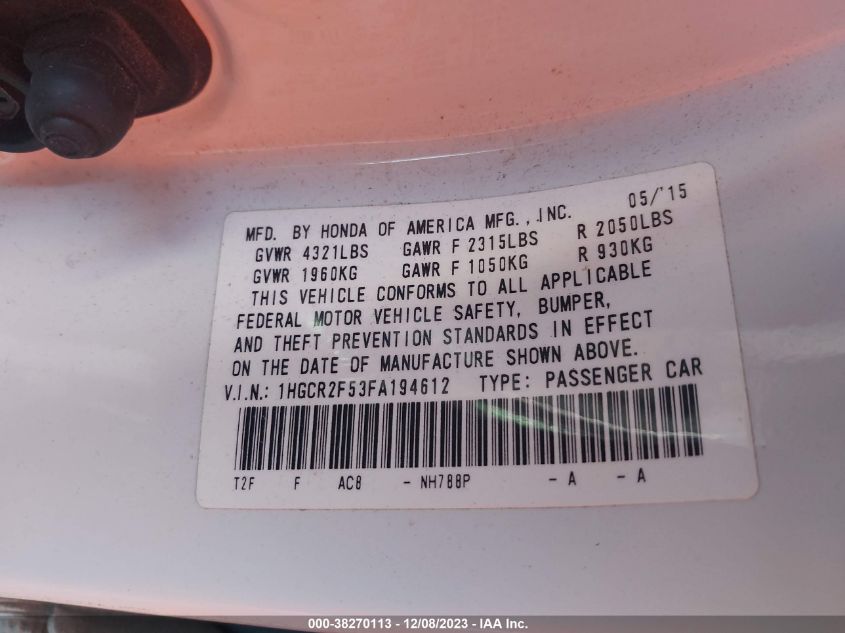 MFD. BY HONDA OF AMERICA MFG., INC. 05/'15
GVWR 4321LBS GAWR F 2315LBS R 2050LBS
GVWR 1960KG GAWR F 1050KG R 930KG
THIS VEHICLE CONFORMS TO ALL APPLICABLE
FEDERAL MOTOR VEHICLE SAFETY, BUMPER,
AND THEFT PREVENTION STANDARDS IN EFFECT
ON THE DATE OF MANUFACTURE SHOWN ABOVE.
V.I.N.: 1HGCR2F53FA194612 TYPE: PASSENGER CAR
T2F F AC8 - NH788P - A - A
000-38270113 - 12/08/2023 - IAA Inc.